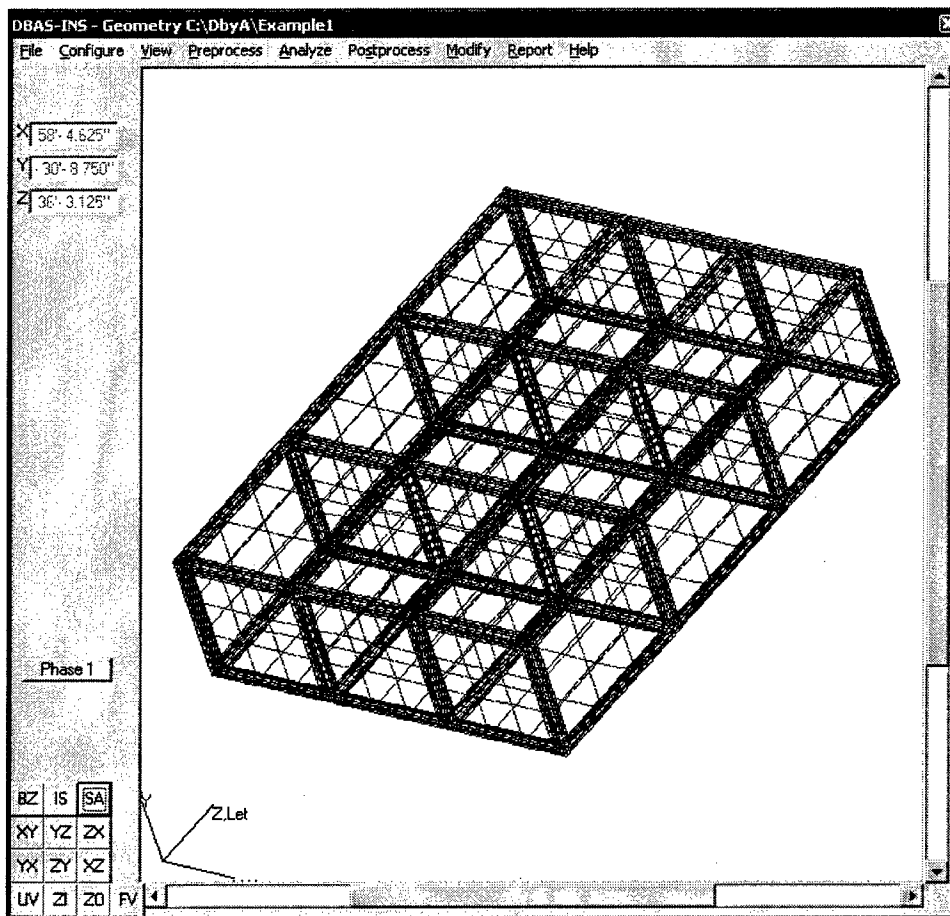 DBAS-INS - Geometry C:\DbyA\Example1
File Configure View Preprocess Analyze Postprocess Modify Report Help
X 58'- 4.625"
Y - 30'- 8.750"
Z 36'- 3.125"
Phase 1
BZ IS SA
Z,Let
XY YZ ZX
YX ZY XZ
UV ZI ZO FV